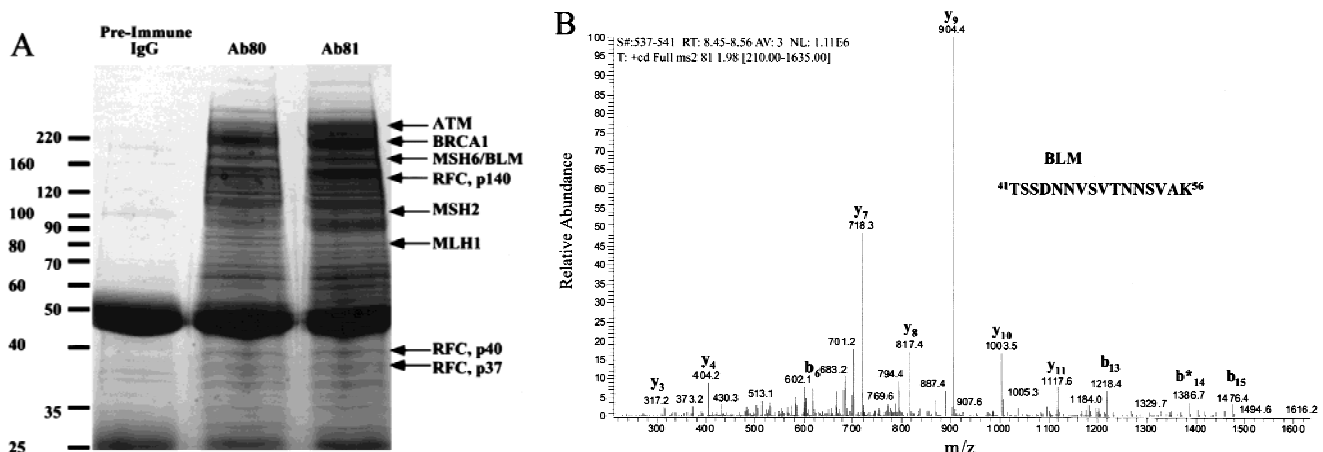 A
Pre-Immune
IgG
Ab80
Ab81
220
160
120
100
90
80
70
60
50
40
35
25
ATM
BRCA1
MSH6/BLM
RFC, p140
MSH2
MLH1
RFC, p40
RFC, p37
B
S#:537-541 RT: 8.45-8.56 AV: 3 NL: 1.11E6
T: +cd Full ms2 81 1.98 [210.00-1635.00]
BLM
41TSSDNNVSVTNNSVAK56
Relative Abundance
100
95
90
85
80
75
70
65
60
55
50
45
40
35
30
25
20
15
10
5
0
y3
317.2
373.2
y4
404.2
430.3
513.1
602.1
b6
683.2
701.2
y7
718.3
769.6
794.4
y8
817.4
887.4
y9
904.4
907.6
y10
1003.5
1005.3
y11
1117.6
1184.0
b13
1218.4
1329.7
b*14
1386.7
b15
1476.4
1494.6
1616.2
300
400
500
600
700
800
900
1000
1100
1200
1300
1400
1500
1600
m/z